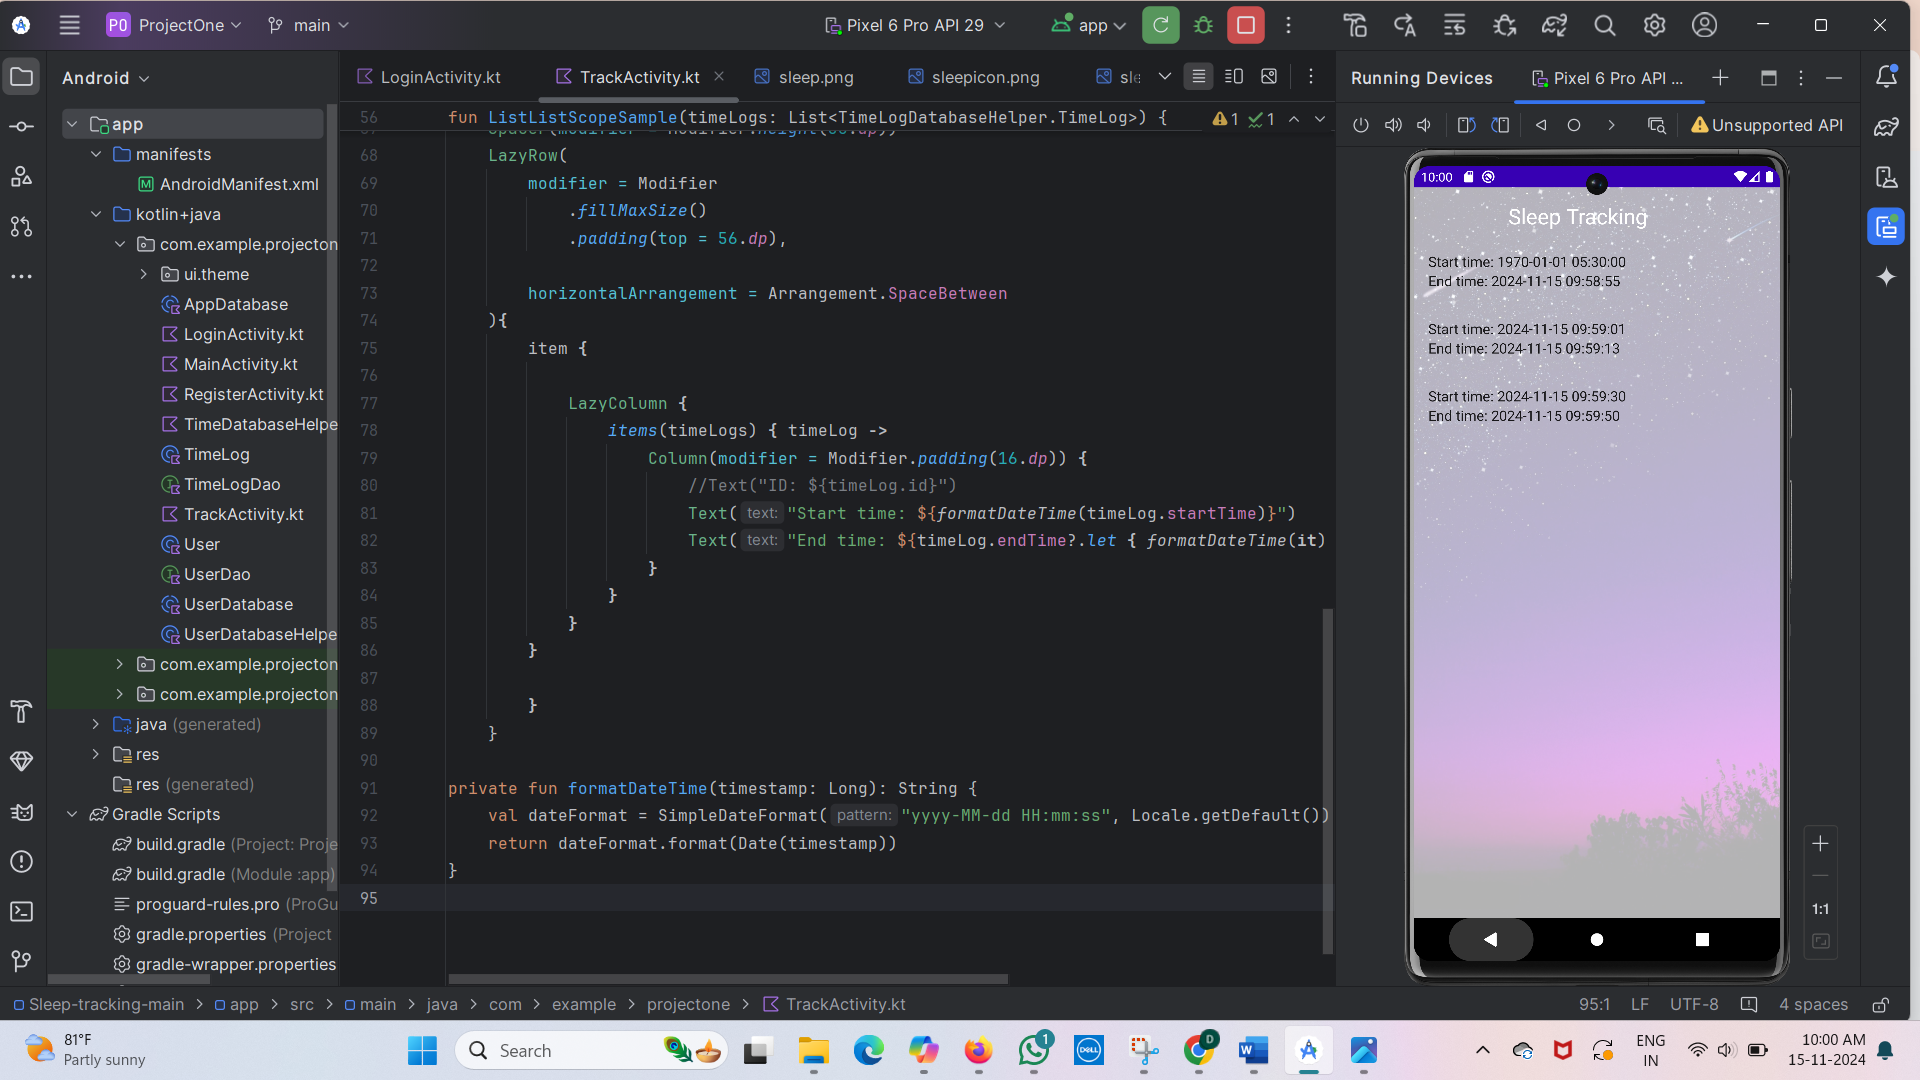 P0 ProjectOne main Pixel 6 Pro API 29 app
Android
LoginActivity.kt TrackActivity.kt sleep.png sleepicon.png
Running Devices Pixel 6 Pro API ...
app
manifests
AndroidManifest.xml
kotlin+java
com.example.projecton
ui.theme
AppDatabase
LoginActivity.kt
MainActivity.kt
RegisterActivity.kt
TimeDatabaseHelpe
TimeLog
TimeLogDao
TrackActivity.kt
User
UserDao
UserDatabase
UserDatabaseHelpe
com.example.projecton
com.example.projecton
java (generated)
res
res (generated)
Gradle Scripts
build.gradle (Project: Proje
build.gradle (Module :app)
proguard-rules.pro (ProGu
gradle.properties (Project
gradle-wrapper.properties
56 fun ListListScopeSample(timeLogs: List<TimeLogDatabaseHelper.TimeLog>) { 1 1
68 LazyRow(
69 modifier = Modifier
70 .fillMaxSize()
71 .padding(top = 56.dp),
72
73 horizontalArrangement = Arrangement.SpaceBetween
74 ){
75 item {
76
77 LazyColumn {
78 items(timeLogs) { timeLog ->
79 Column(modifier = Modifier.padding(16.dp)) {
80 //Text("ID: ${timeLog.id}")
81 Text( text: "Start time: ${formatDateTime(timeLog.startTime)}")
82 Text( text: "End time: ${timeLog.endTime?.let { formatDateTime(it)
83 }
84 }
85 }
86 }
87
88 }
89 }
90
91 private fun formatDateTime(timestamp: Long): String {
92 val dateFormat = SimpleDateFormat( pattern: "yyyy-MM-dd HH:mm:ss", Locale.getDefault())
93 return dateFormat.format(Date(timestamp))
94 }
95
Unsupported API
10:00
Sleep Tracking
Start time: 1970-01-01 05:30:00
End time: 2024-11-15 09:58:55
Start time: 2024-11-15 09:59:01
End time: 2024-11-15 09:59:13
Start time: 2024-11-15 09:59:30
End time: 2024-11-15 09:59:50
1:1
Sleep-tracking-main > app > src > main > java > com > example > projectone > TrackActivity.kt
95:1 LF UTF-8 4 spaces
81°F
Partly sunny
Search
1
DELL
D
W
ENG
IN
10:00 AM
15-11-2024